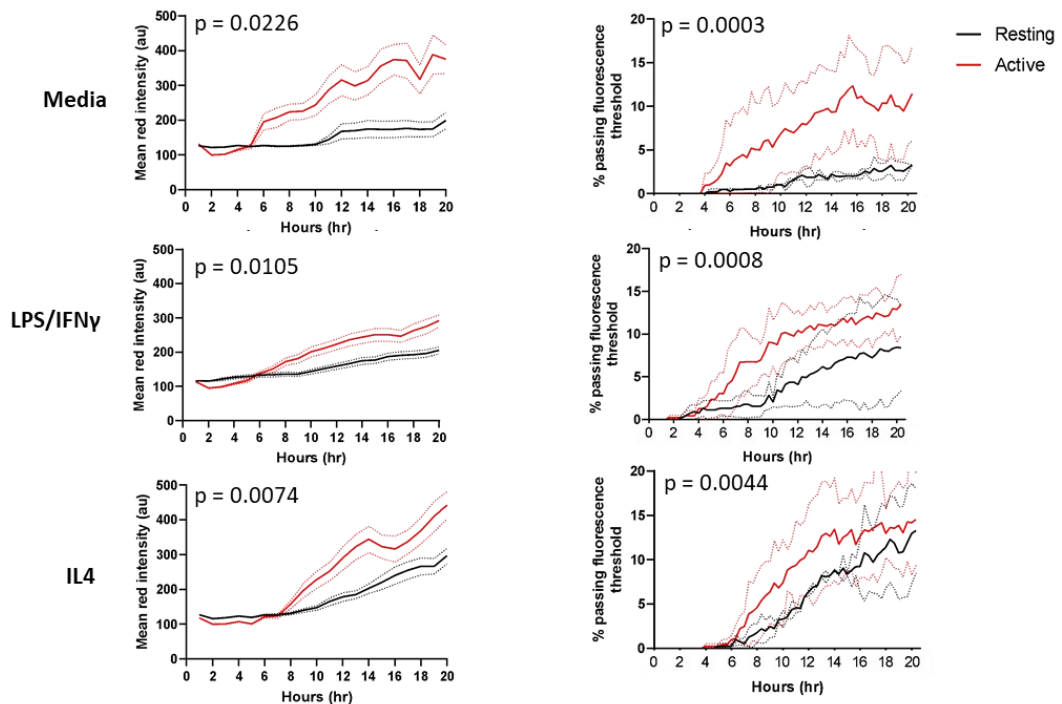 Media
p = 0.0226
Mean red intensity (au)
500
400
300
200
100
0
0 2 4 6 8 10 12 14 16 18 20
Hours (hr)
p = 0.0003
% passing fluorescence
threshold
20
15
10
5
0
0 2 4 6 8 10 12 14 16 18 20
Hours (hr)
Resting
Active
LPS/IFNγ
p = 0.0105
Mean red intensity (au)
500
400
300
200
100
0
0 2 4 6 8 10 12 14 16 18 20
Hours (hr)
p = 0.0008
% passing fluorescence
threshold
20
15
10
5
0
0 2 4 6 8 10 12 14 16 18 20
Hours (hr)
IL4
p = 0.0074
Mean red intensity (au)
500
400
300
200
100
0
0 2 4 6 8 10 12 14 16 18 20
Hours (hr)
p = 0.0044
% passing fluorescence
threshold
20
15
10
5
0
0 2 4 6 8 10 12 14 16 18 20
Hours (hr)